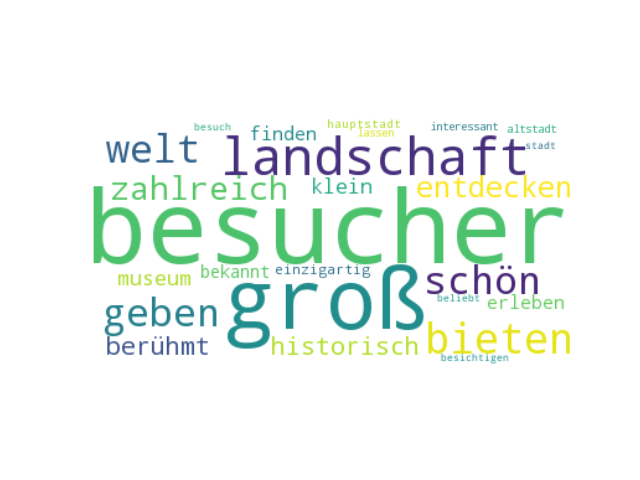 besuch
finden
hauptstadt
lassen
interessant
altstadt
welt
landschaft
stadt
zahlreich
klein
entdecken
besucher
museum
bekannt
einzigartig
schön
geben
groß
beliebt
erleben
berühmt
historisch
bieten
besichtigen